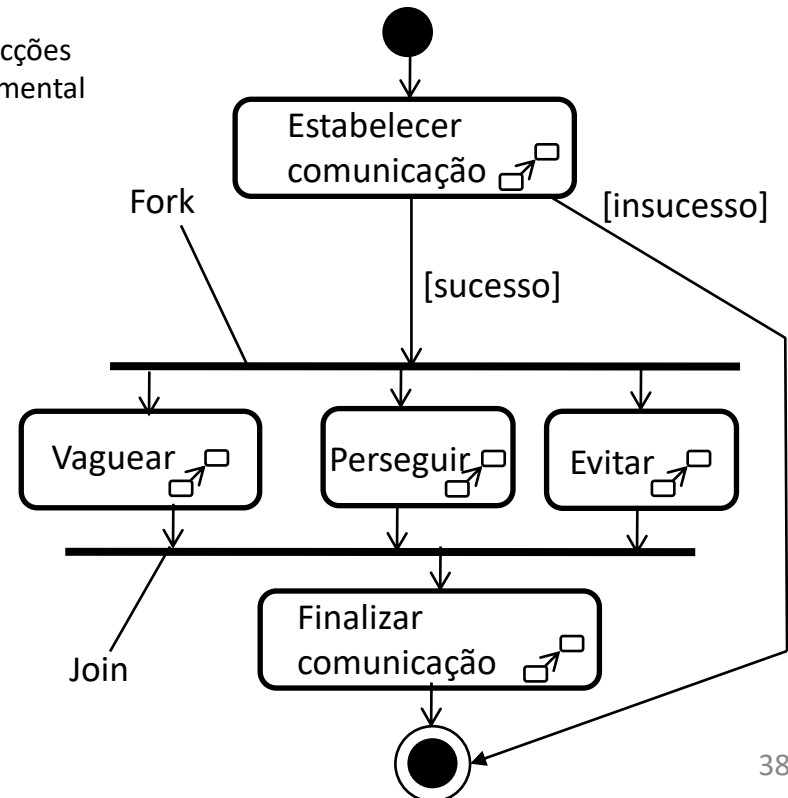 cções
mental
Estabelecer
comunicação
Fork
[insucesso]
[sucesso]
Vaguear
Perseguir
Evitar
Finalizar
comunicação
Join
38